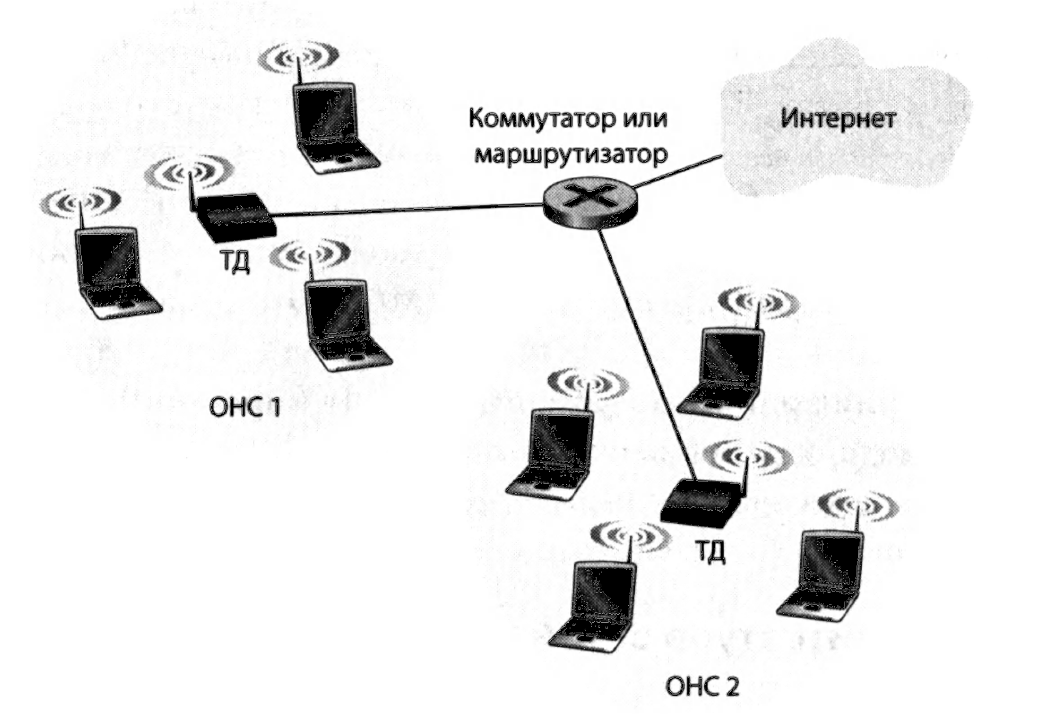 Коммутатор или
маршрутизатор
Интернет
ТД
ОНС 1
ТД
ОНС 2